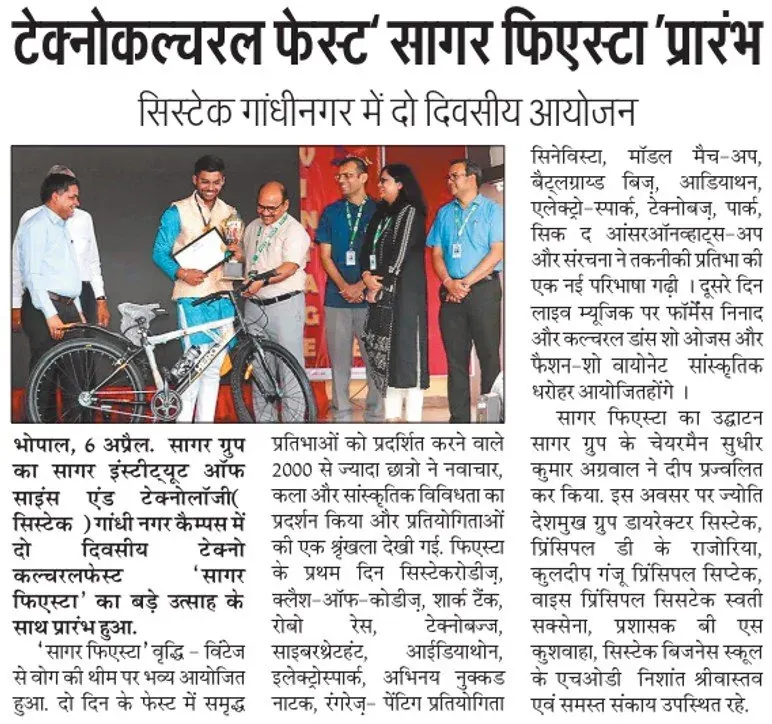 टेक्नोकल्चरल फेस्ट‘ सागर फिएस्टा ’प्रारंभ
सिस्टेक गांधीनगर में दो दिवसीय आयोजन
भोपाल, 6 अप्रैल. सागर ग्रुप
का सागर इंस्टीट्यूट ऑफ
साइंस एंड टेक्नोलॉजी(
सिस्टेक ) गांधी नगर कैम्पस में
दो दिवसीय टेक्नो
कल्चरलफेस्ट ‘सागर
फिएस्टा’ का बड़े उत्साह के
साथ प्रारंभ हुआ.
‘सागर फिएस्टा’ वृद्धि - विंटेज
से वोग की थीम पर भव्य आयोजित
हुआ. दो दिन के फेस्ट में समृद्ध
प्रतिभाओं को प्रदर्शित करने वाले
2000 से ज्यादा छात्रो ने नवाचार,
कला और सांस्कृतिक विविधता का
प्रदर्शन किया और प्रतियोगिताओं
की एक श्रृंखला देखी गई. फिएस्टा
के प्रथम दिन सिस्टेकरोडीज़,
क्लैश-ऑफ-कोडीज़, शार्क टैंक,
रोबो रेस, टेक्नोबज्ज,
साइबरथ्रेटहंट, आईडियाथोन,
इलेक्ट्रोस्पार्क, अभिनय नुक्कड
नाटक, रंगरेज़- पेंटिग प्रतियोगिता
सिनेविस्टा, मॉडल मैच-अप,
बैट्लग्राय्ड बिज़, आडियाथन,
एलेक्ट्रो-स्पार्क, टेक्नोबज़, पार्क,
सिक द आंसरऑनव्हाट्स-अप
और संरचना ने तकनीकी प्रतिभा की
एक नई परिभाषा गढ़ी । दूसरे दिन
लाइव म्यूजिक पर फॉर्मेंस निनाद
और कल्चरल डांस शो ओजस और
फैशन-शो वायोनेट सांस्कृतिक
धरोहर आयोजितहोंगे ।
सागर फिएस्टा का उद्घाटन
सागर ग्रुप के चेयरमैन सुधीर
कुमार अग्रवाल ने दीप प्रज्वलित
कर किया. इस अवसर पर ज्योति
देशमुख ग्रुप डायरेक्टर सिस्टेक,
प्रिंसिपल डी के राजोरिया,
कुलदीप गंजू प्रिंसिपल सिप्टेक,
वाइस प्रिंसिपल सिसटेक स्वती
सक्सेना, प्रशासक बी एस
कुशवाहा, सिस्टेक बिजनेस स्कूल
के एचओडी निशांत श्रीवास्तव
एवं समस्त संकाय उपस्थित रहे.